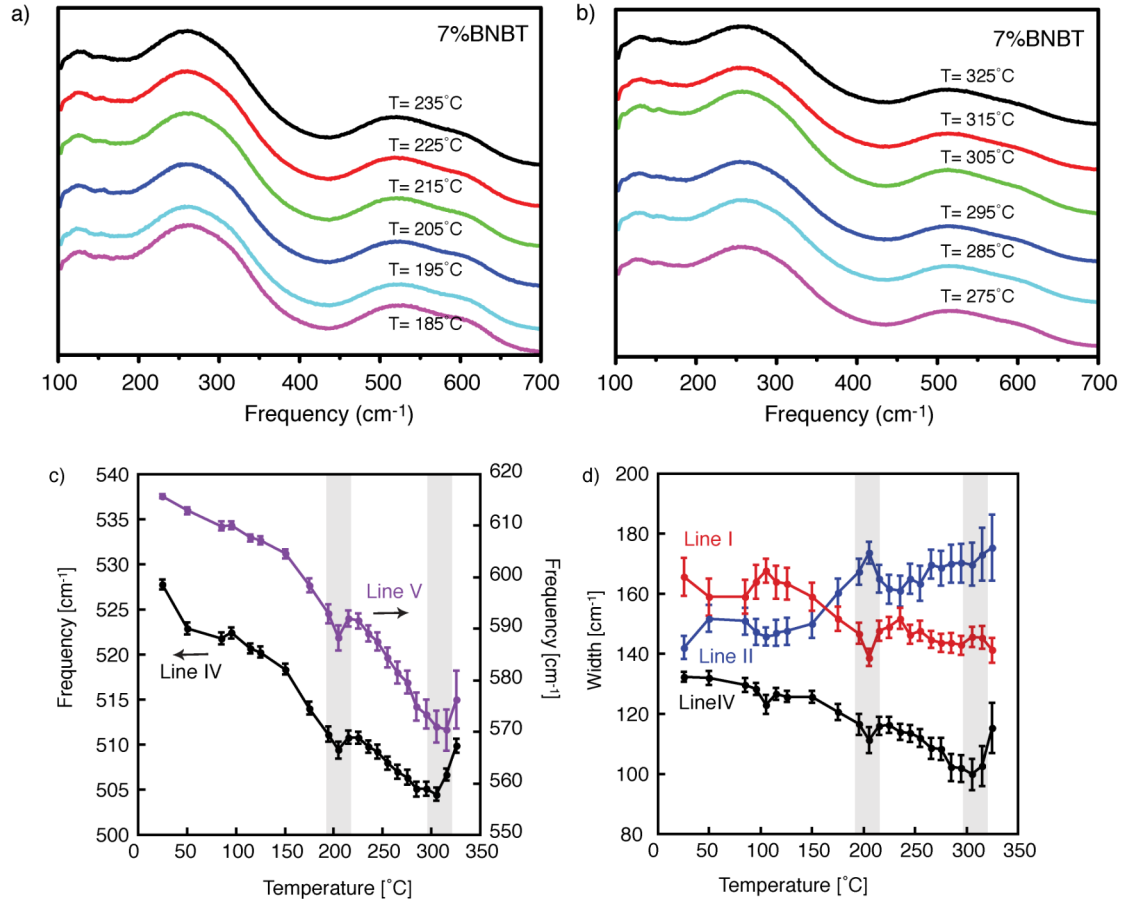 a)
7%BNBT
T= 235°C
T= 225°C
T= 215°C
T= 205°C
T= 195°C
T= 185°C
100 200 300 400 500 600 700
Frequency (cm-1)
b)
7%BNBT
T= 325°C
T= 315°C
T= 305°C
T= 295°C
T= 285°C
T= 275°C
100 200 300 400 500 600 700
Frequency (cm-1)
c)
540
535
530
525
520
515
510
505
500
Frequency [cm-1]
620
610
600
590
580
570
560
550
Frequency [cm-1]
Line V
Line IV
0 50 100 150 200 250 300 350
Temperature [°C]
d)
200
180
160
140
120
100
80
Width [cm-1]
Line I
Line II
LineIV
0 50 100 150 200 250 300 350
Temperature [°C]